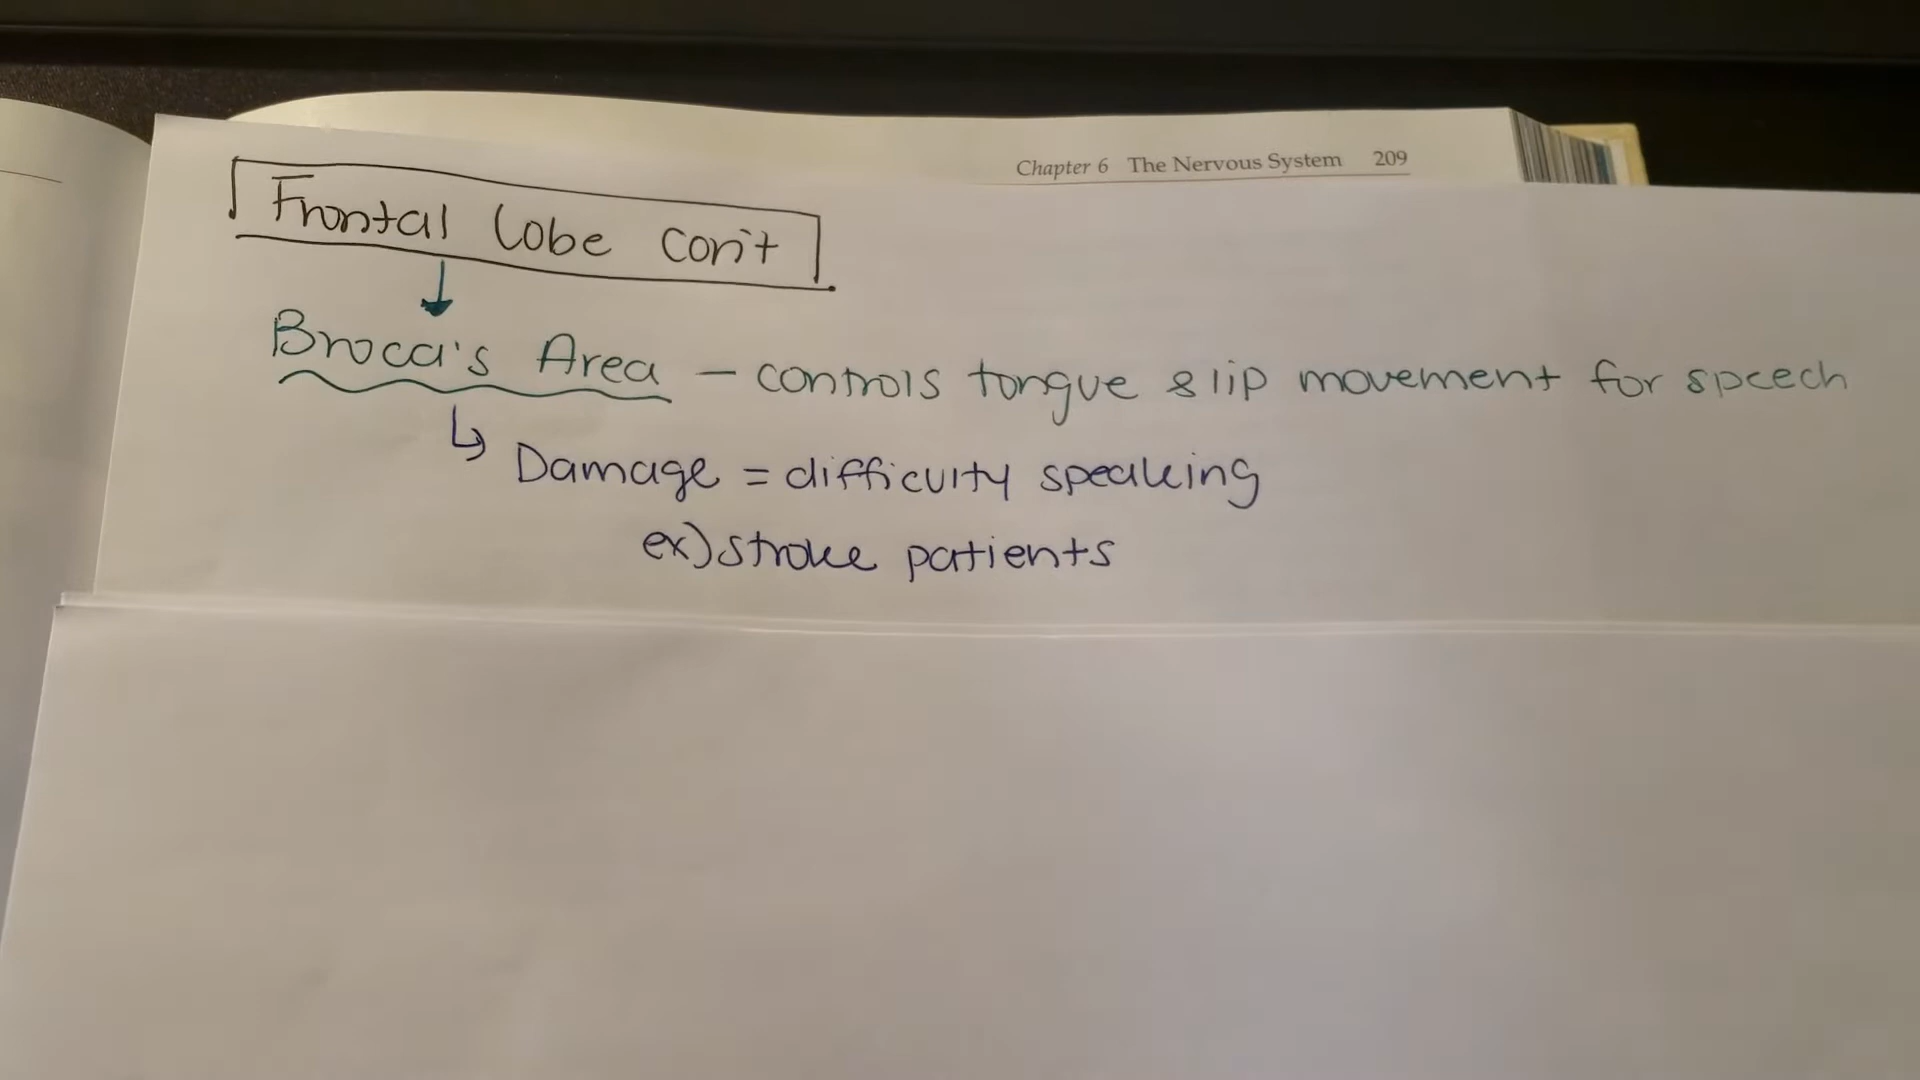 Chapter 6 The Nervous System 209
Frontal lobe con't
Broca's Area – controls tongue & lip movement for speech
↳ Damage = difficulty speaking
ex) stroke patients